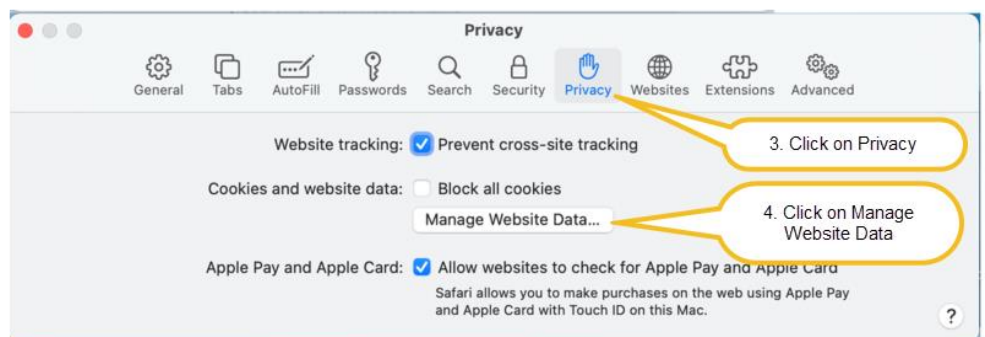 Privacy
General Tabs AutoFill Passwords Search Security Privacy Websites Extensions Advanced
Website tracking: Prevent cross-site tracking
3. Click on Privacy
Cookies and website data: Block all cookies
Manage Website Data...
4. Click on Manage
Website Data
Apple Pay and Apple Card: Allow websites to check for Apple Pay and Apple Card
Safari allows you to make purchases on the web using Apple Pay
and Apple Card with Touch ID on this Mac.
?